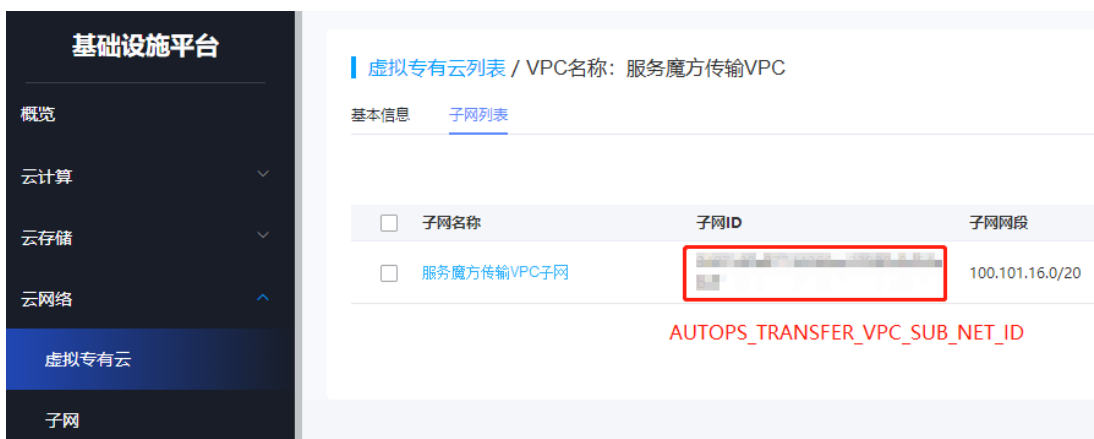 基础设施平台
概览
云计算
云存储
云网络
虚拟专有云
子网
虚拟专有云列表 / VPC名称：服务魔方传输VPC
基本信息 子网列表
子网名称 子网ID 子网网段
服务魔方传输VPC子网 100.101.16.0/20
AUTOPS_TRANSFER_VPC_SUB_NET_ID